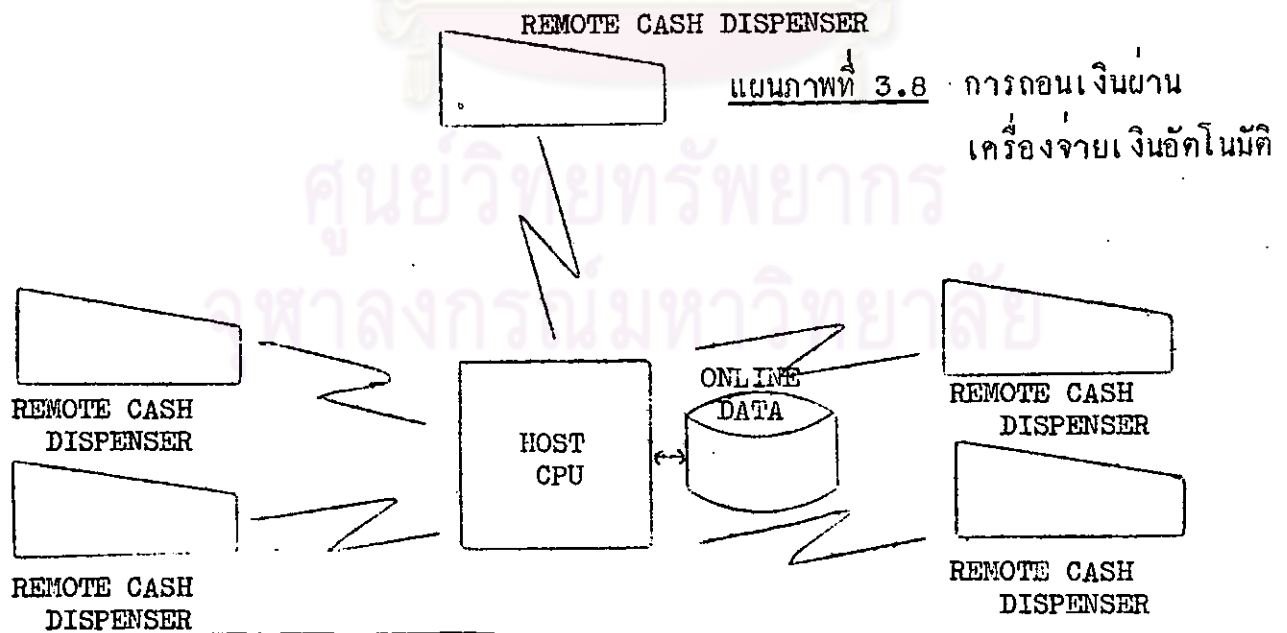 REMOTE CASH DISPENSER
แผนภาพที่ 3.8 การถอนเงินผ่าน
เครื่องจ่ายเงินอัตโนมัติ
ศูนย์วิทยทรัพยากร
จุฬาลงกรณ์มหาวิทยาลัย
REMOTE CASH
DISPENSER
HOST
CPU
ONLINE
DATA
REMOTE CASH
DISPENSER
REMOTE CASH
DISPENSER
REMOTE CASH
DISPENSER